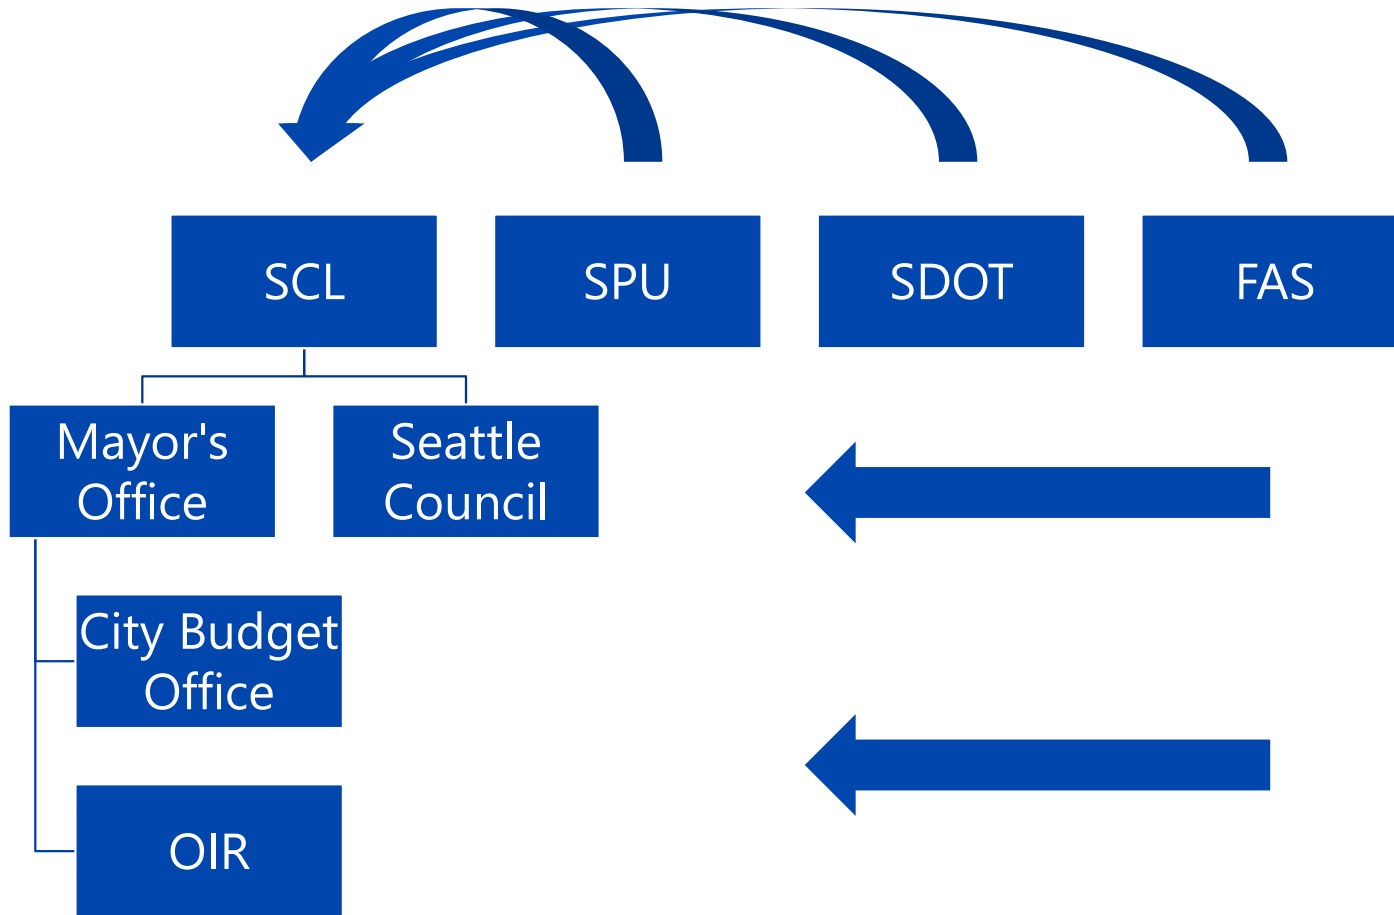 SCL
SPU
SDOT
FAS
Mayor's
Office
Seattle
Council
City Budget
Office
OIR